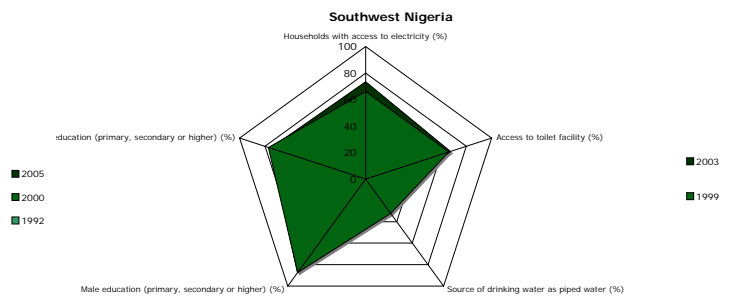 Southwest Nigeria
Households with access to electricity (%)
100
80
60
40
20
0
education (primary, secondary or higher) (%)
Access to toilet facility (%)
2005
2000
1992
2003
1999
Male education (primary, secondary or higher) (%)
Source of drinking water as piped water (%)